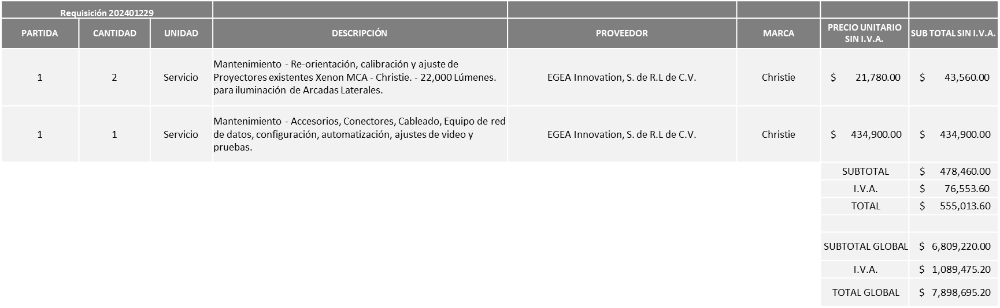 Requisición 202401229
PARTIDA CANTIDAD UNIDAD DESCRIPCIÓN PROVEEDOR MARCA PRECIO UNITARIO SIN I.V.A. SUB TOTAL SIN I.V.A.
1 2 Servicio Mantenimiento - Re-orientación, calibración y ajuste de
Proyectores existentes Xenon MCA - Christie. - 22,000 Lúmenes.
para iluminación de Arcadas Laterales.
EGEA Innovation, S. de R.L de C.V. Christie $ 21,780.00 $ 43,560.00
1 1 Servicio Mantenimiento - Accesorios, Conectores, Cableado, Equipo de red
de datos, configuración, automatización, ajustes de video y
pruebas.
EGEA Innovation, S. de R.L de C.V. Christie $ 434,900.00 $ 434,900.00
SUBTOTAL $ 478,460.00
I.V.A. $ 76,553.60
TOTAL $ 555,013.60
SUBTOTAL GLOBAL $ 6,809,220.00
I.V.A. $ 1,089,475.20
TOTAL GLOBAL $ 7,898,695.20